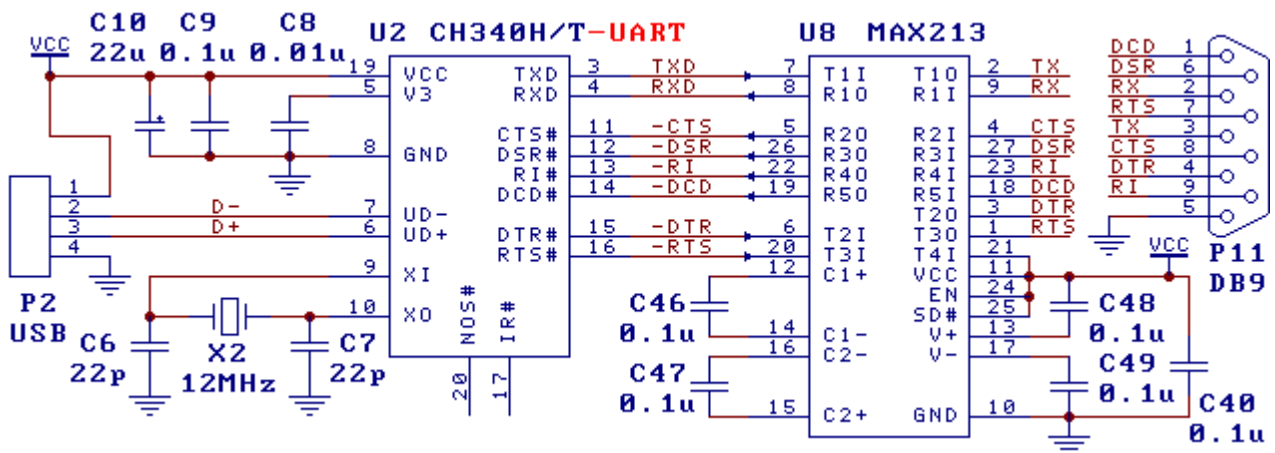 C10 C9 C8 U2 CH340H/T-UART U8 MAX213
VCC 22u 0.1u 0.01u
19 VCC TXD 3 TXD 7 T1I T1O 2 TX
5 V3 RXD 4 RXD 8 R1O R1I 9 RX
CTS# 11 -CTS 5 R2O R2I 4 CTS
8 GND DSR# 12 -DSR 26 R3O R3I 27 DSR
RI# 13 -RI 22 R4O R4I 23 RI
DCD# 14 -DCD 19 R5O R5I 18 DCD
T2O 3 DTR
DTR# 15 -DTR 6 T2I T3O 1 RTS
RTS# 16 -RTS 20 T3I T4I 21
12 C1+ VCC 11
EN 24
SD# 25
14 C1- V+ 13
16 C2- V- 17
15 C2+ GND 10
1
2 D- 7 UD-
3 D+ 6 UD+
4
9 XI
10 XO
NOS# IR#
20 17
P2
USB
C6
22p
X2
12MHz
C7
22p
C46
0.1u
C47
0.1u
C48
0.1u
C49
0.1u
C40
0.1u
DCD 1
DSR 6
RX 2
RTS 7
TX 3
CTS 8
DTR 4
RI 9
5
VCC
P11
DB9